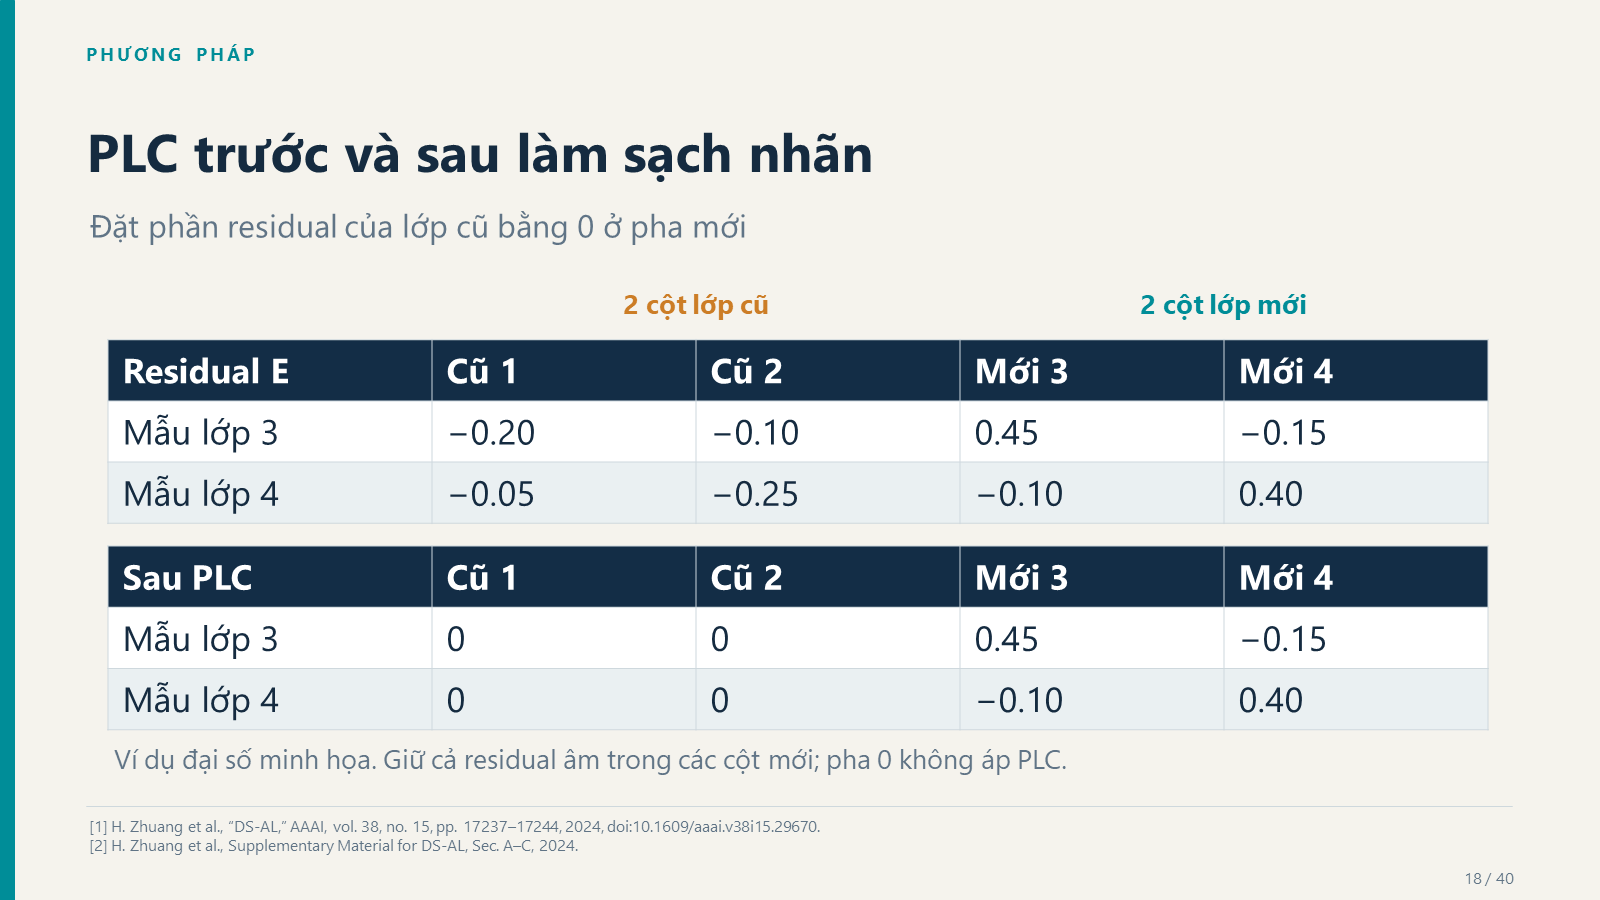 PHƯƠNG PHÁP
PLC trước và sau làm sạch nhãn
Đặt phần residual của lớp cũ bằng 0 ở pha mới
2 cột lớp cũ 2 cột lớp mới
Residual E Cũ 1 Cũ 2 Mới 3 Mới 4
Mẫu lớp 3 −0.20 −0.10 0.45 −0.15
Mẫu lớp 4 −0.05 −0.25 −0.10 0.40
Sau PLC Cũ 1 Cũ 2 Mới 3 Mới 4
Mẫu lớp 3 0 0 0.45 −0.15
Mẫu lớp 4 0 0 −0.10 0.40
Ví dụ đại số minh họa. Giữ cả residual âm trong các cột mới; pha 0 không áp PLC.
[1] H. Zhuang et al., “DS-AL,” AAAI, vol. 38, no. 15, pp. 17237–17244, 2024, doi:10.1609/aaai.v38i15.29670.
[2] H. Zhuang et al., Supplementary Material for DS-AL, Sec. A–C, 2024.
18 / 40